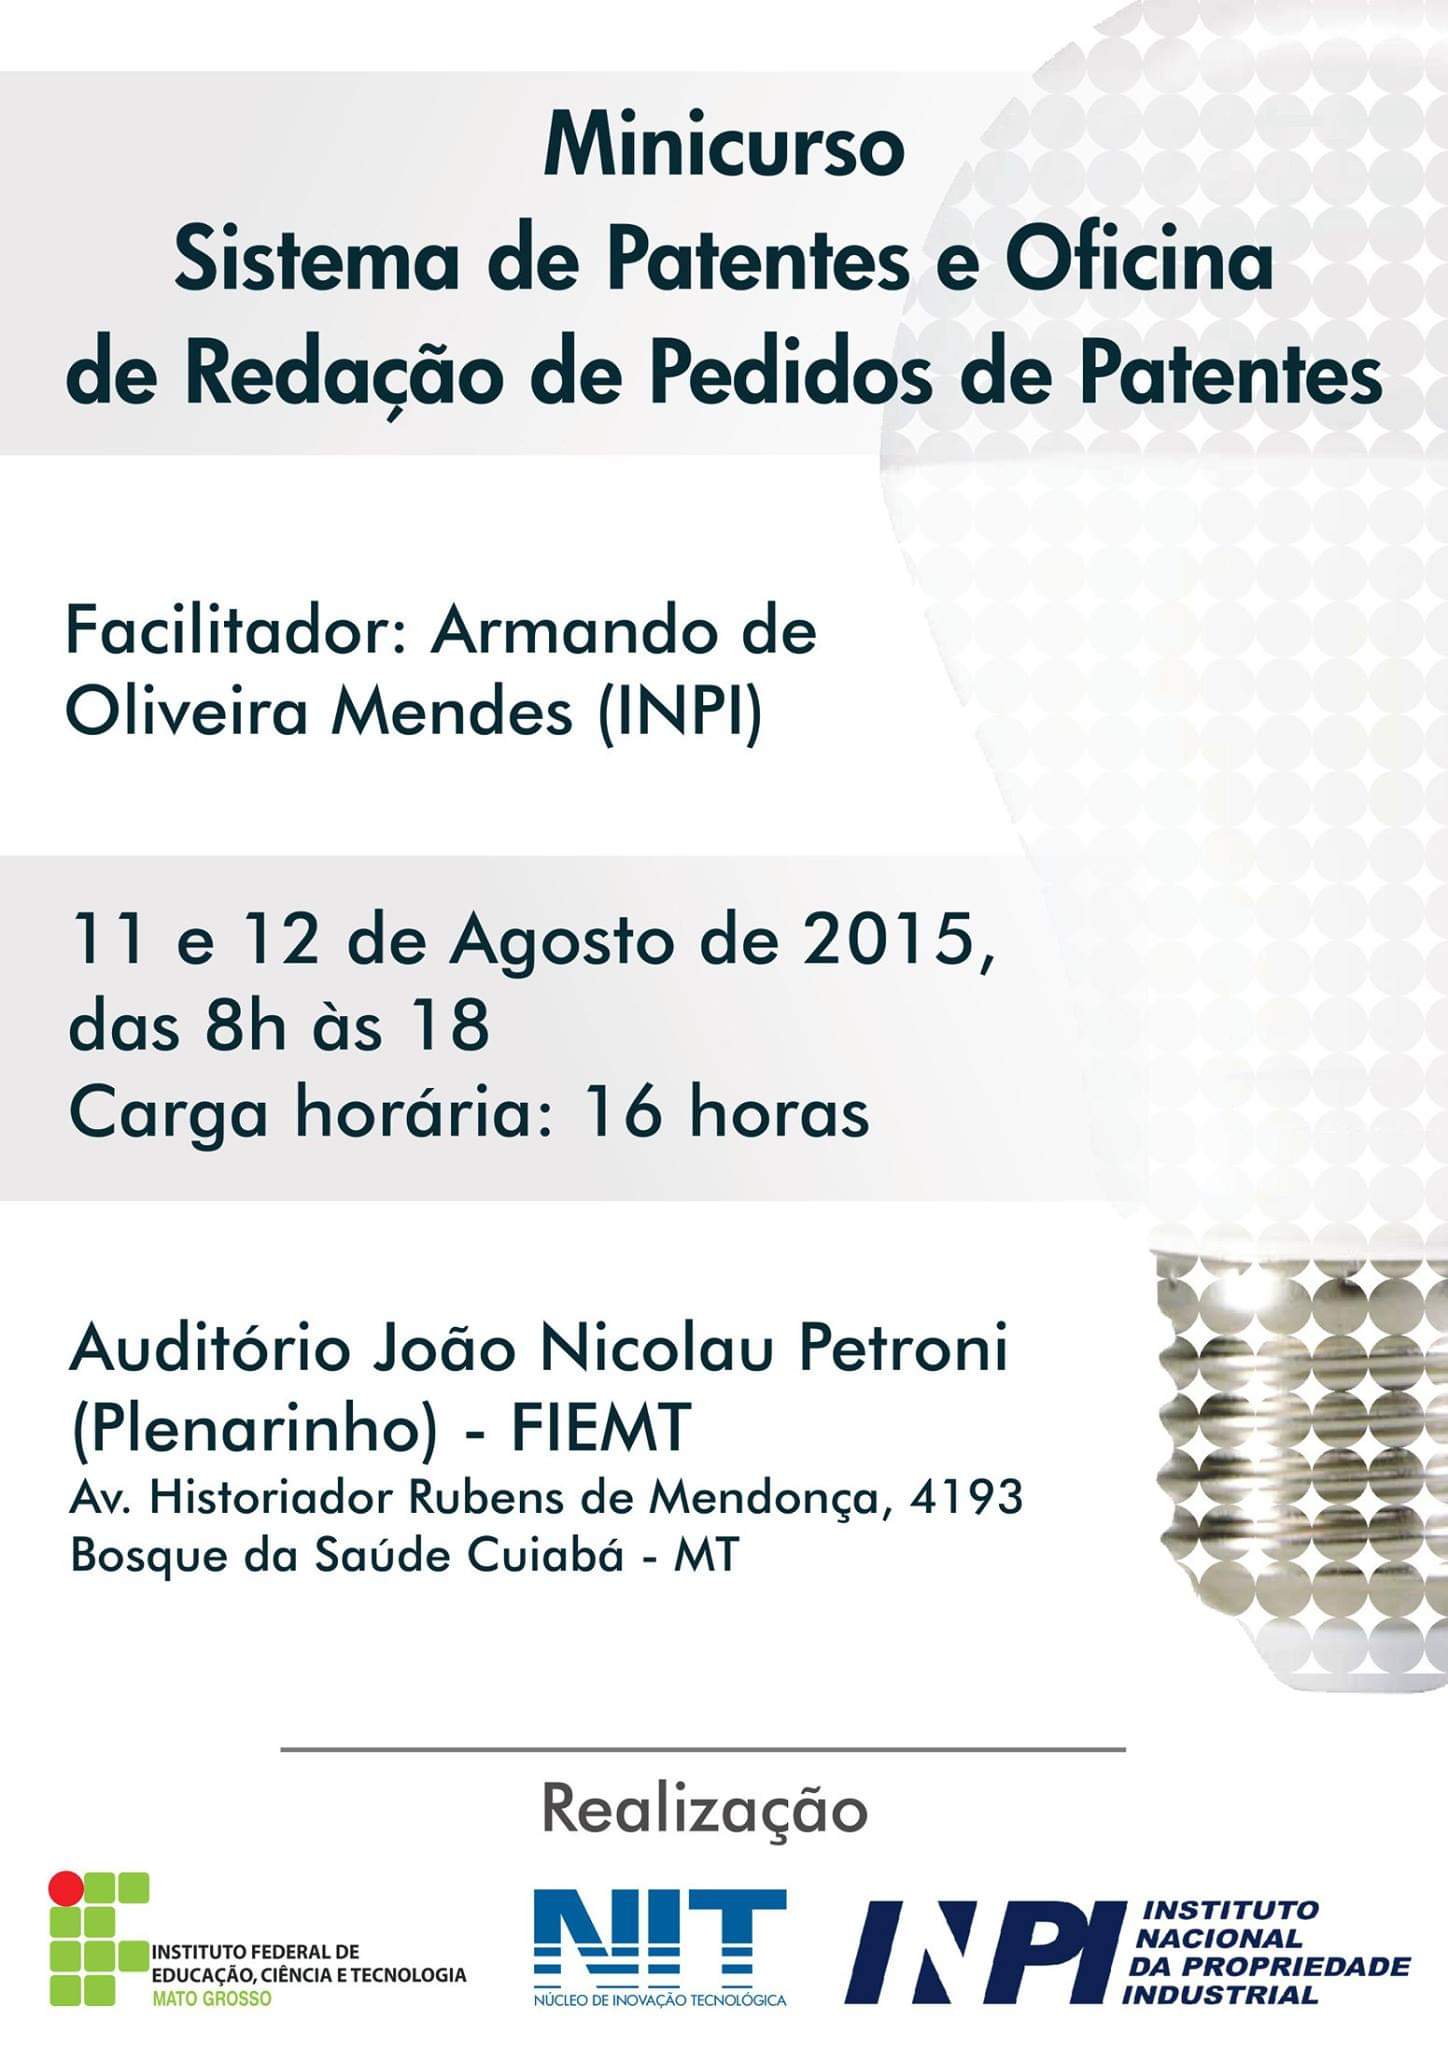 Minicurso
Sistema de Patentes e Oficina
de Redação de Pedidos de Patentes
Facilitador: Armando de
Oliveira Mendes (INPI)
11 e 12 de Agosto de 2015,
das 8h às 18
Carga horária: 16 horas
Auditório João Nicolau Petroni
(Plenarinho) - FIEMT
Av. Historiador Rubens de Mendonça, 4193
Bosque da Saúde Cuiabá - MT
Realização
INSTITUTO FEDERAL DE
EDUCAÇÃO, CIÊNCIA E TECNOLOGIA
MATO GROSSO
NIT
NÚCLEO DE INOVAÇÃO TECNOLÓGICA
INPI
INSTITUTO
NACIONAL
DA PROPRIEDADE
INDUSTRIAL